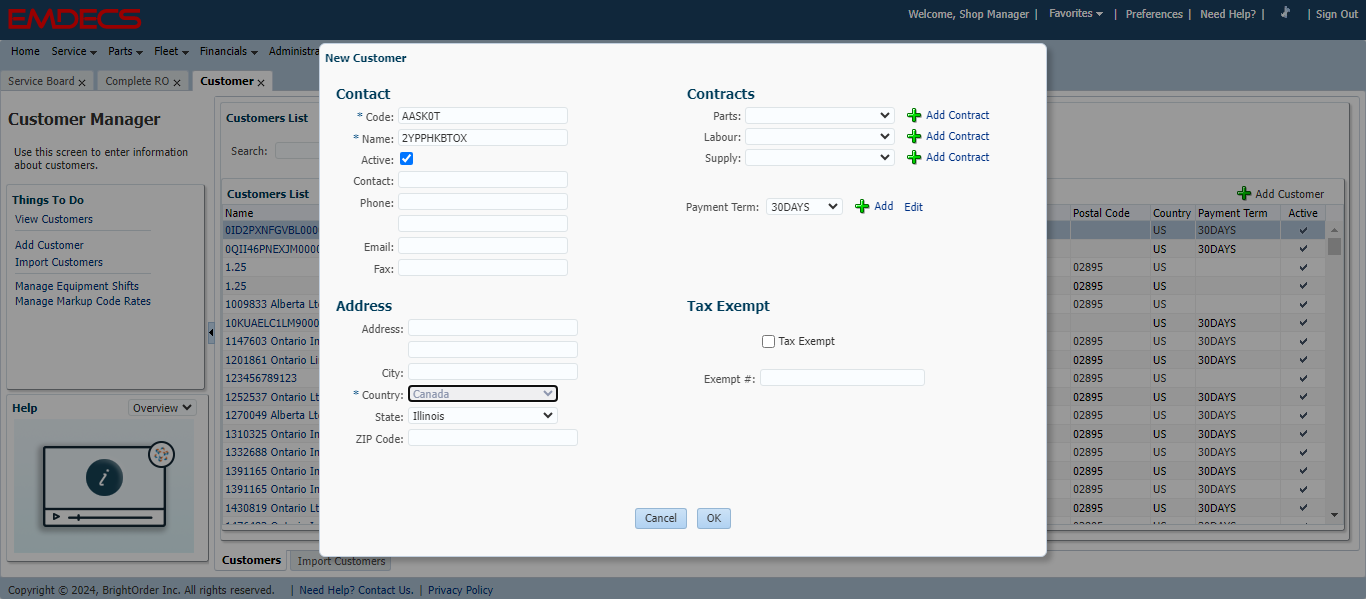 EMDECS
Welcome, Shop Manager | Favorites | Preferences | Need Help? | | Sign Out
Home Service Parts Fleet Financials Administra
Service Board x Complete RO x Customer x
Customer Manager
Use this screen to enter information
about customers.
Things To Do
View Customers
Add Customer
Import Customers
Manage Equipment Shifts
Manage Markup Code Rates
Help Overview
i
Customers List
Search:
Customers List
Add Customer
Name Postal Code Country Payment Term Active
0ID2PXNFGVBL000 US 30DAYS
0QII46PNEXJM0000 US 30DAYS
1.25 02895 US
1.25 02895 US
1009833 Alberta Lt 02895 US
10KUAELC1LM9000 US 30DAYS
1147603 Ontario In 02895 US 30DAYS
1201861 Ontario Li 02895 US 30DAYS
123456789123 02895 US
1252537 Ontario Lt 02895 US 30DAYS
1270049 Alberta Lt 02895 US 30DAYS
1310325 Ontario In 02895 US 30DAYS
1332688 Ontario In 02895 US 30DAYS
1391165 Ontario In 02895 US 30DAYS
1391165 Ontario In 02895 US 30DAYS
1430819 Ontario Lt 02895 US 30DAYS
Customers Import Customers
New Customer
Contact
* Code: AASK0T
* Name: 2YPPHKBTOX
Active:
Contact:
Phone:
Email:
Fax:
Address
Address:
City:
* Country: Canada
State: Illinois
ZIP Code:
Contracts
Parts: Add Contract
Labour: Add Contract
Supply: Add Contract
Payment Term: 30DAYS Add Edit
Tax Exempt
Tax Exempt
Exempt #:
Cancel OK
Copyright © 2024, BrightOrder Inc. All rights reserved. | Need Help? Contact Us. | Privacy Policy